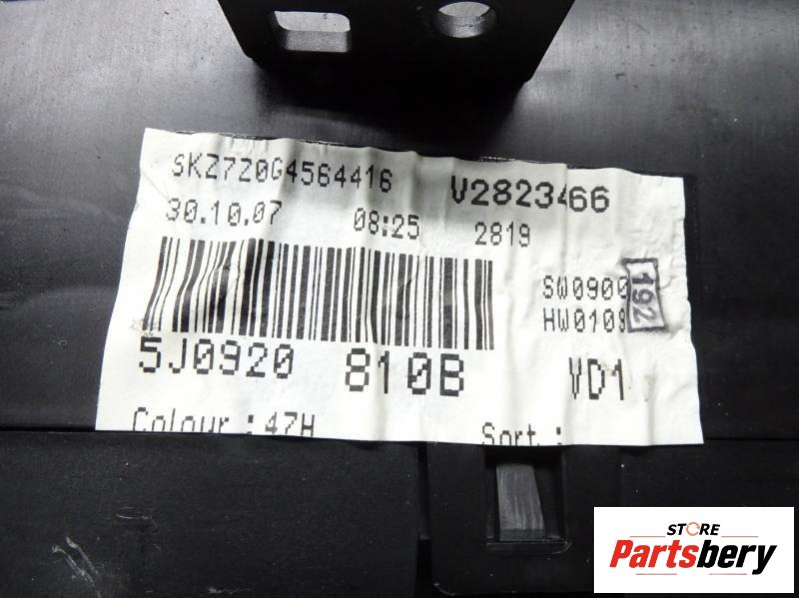 SKZ7Z0G4564416 V2823466
30.10.07 08:25 2819
SW0900
192
HW0109
5J0920 810B VD1
Colour : 47H Sort :
STORE
Partsbery